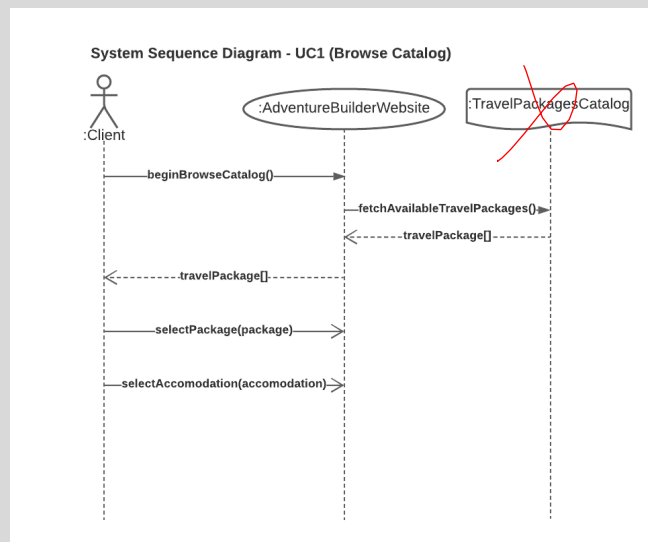 System Sequence Diagram - UC1 (Browse Catalog)
:Client
:AdventureBuilderWebsite
:TravelPackagesCatalog
beginBrowseCatalog()
fetchAvailableTravelPackages()
travelPackage[]
travelPackage[]
selectPackage(package)
selectAccomodation(accomodation)